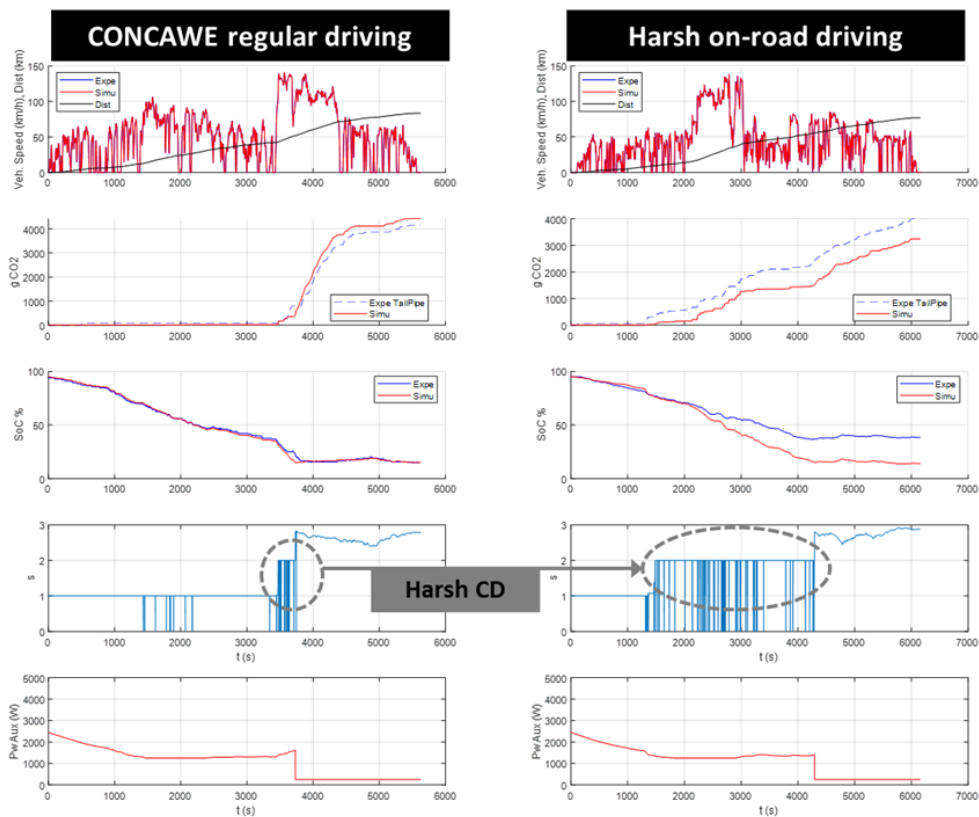 CONCAWE regular driving
Harsh on-road driving
Veh. Speed (km/h), Dist (km)
150
100
50
0
Expe
Simu
Dist
0 1000 2000 3000 4000 5000 6000
Veh. Speed (km/h), Dist (km)
150
100
50
0
Expe
Simu
Dist
0 1000 2000 3000 4000 5000 6000 7000
g CO2
4000
3000
2000
1000
0
Expe TailPipe
Simu
0 1000 2000 3000 4000 5000 6000
g CO2
4000
3000
2000
1000
0
Expe TailPipe
Simu
0 1000 2000 3000 4000 5000 6000 7000
SoC %
100
50
0
Expe
Simu
0 1000 2000 3000 4000 5000 6000
SoC %
100
50
0
Expe
Simu
0 1000 2000 3000 4000 5000 6000 7000
s
3
2
1
0
0 1000 2000 3000 4000 5000 6000
t (s)
Harsh CD
s
3
2
1
0
0 1000 2000 3000 4000 5000 6000 7000
t (s)
Pw Aux (W)
5000
4000
3000
2000
1000
0
0 1000 2000 3000 4000 5000 6000
t (s)
Pw Aux (W)
5000
4000
3000
2000
1000
0
0 1000 2000 3000 4000 5000 6000 7000
t (s)